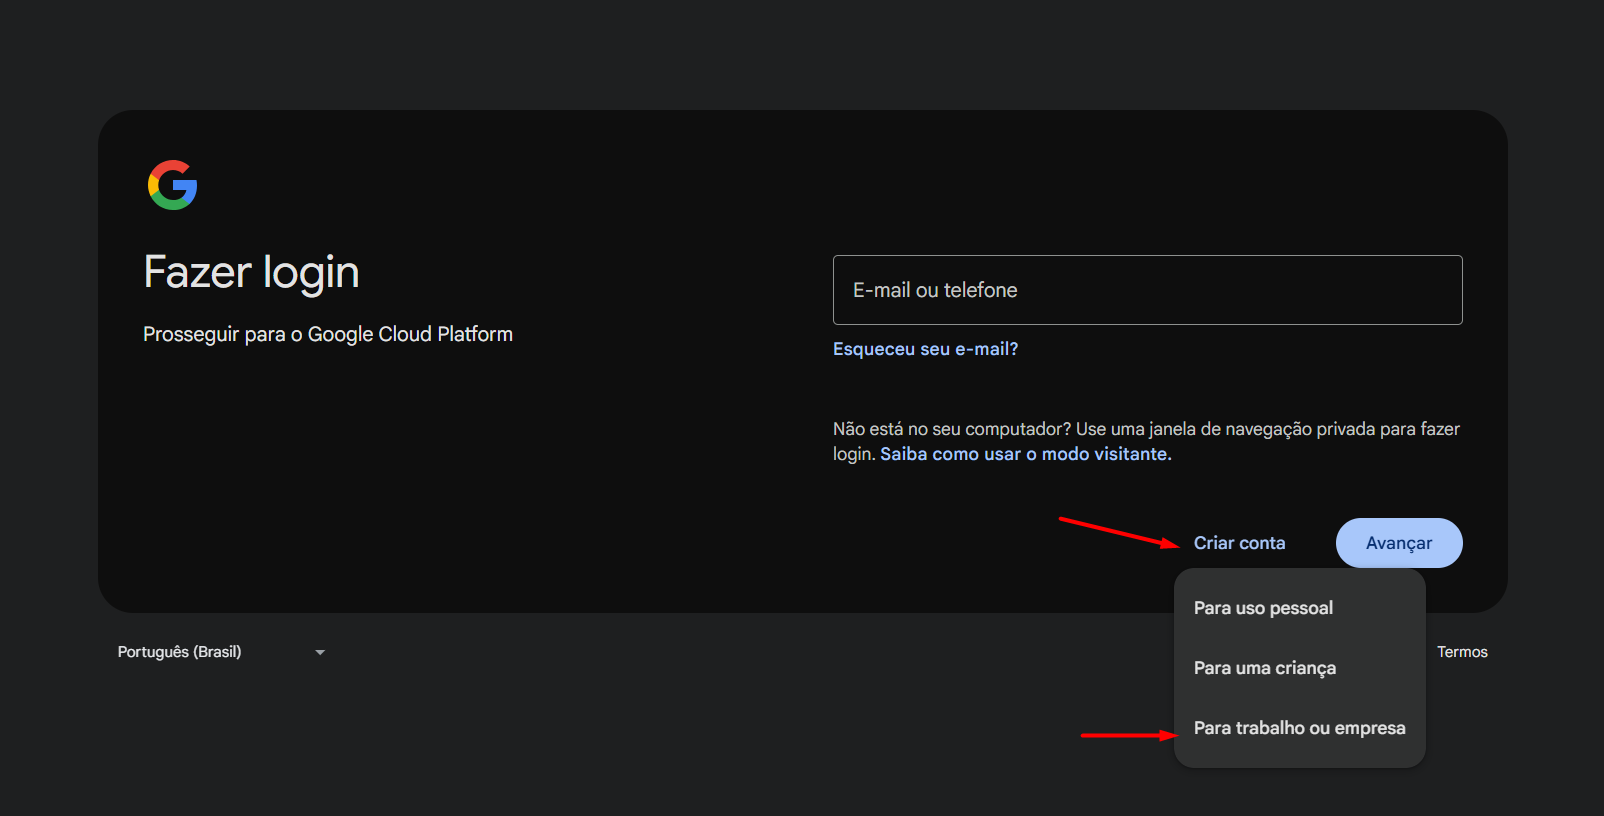 Fazer login
Prosseguir para o Google Cloud Platform
E-mail ou telefone
Esqueceu seu e-mail?
Não está no seu computador? Use uma janela de navegação privada para fazer
login. Saiba como usar o modo visitante.
Criar conta
Avançar
Para uso pessoal
Para uma criança
Para trabalho ou empresa
Português (Brasil)
Termos